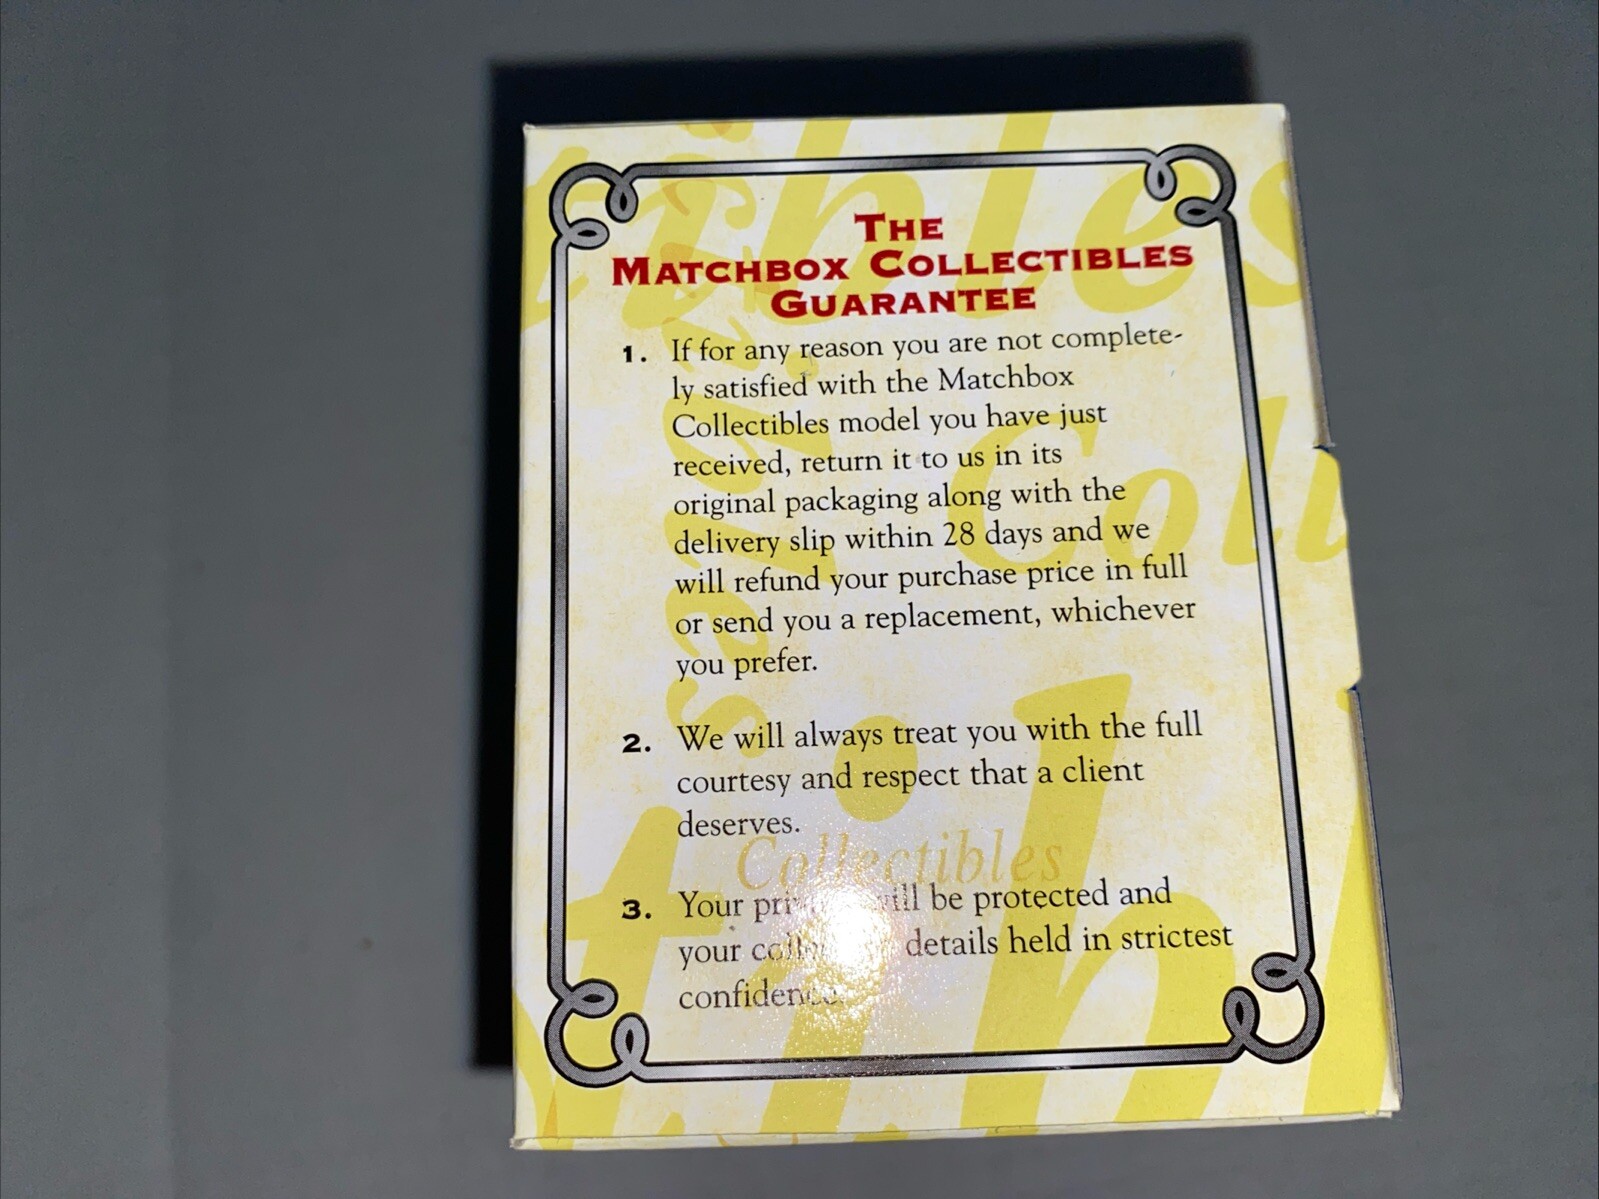 THE
MATCHBOX COLLECTIBLES
GUARANTEE
1. If for any reason you are not complete-
ly satisfied with the Matchbox
Collectibles model you have just
received, return it to us in its
original packaging along with the
delivery slip within 28 days and we
will refund your purchase price in full
or send you a replacement, whichever
you prefer.
2. We will always treat you with the full
courtesy and respect that a client
deserves.
Collectibles
3. Your will be protected and
your details held in strictest
confidence.